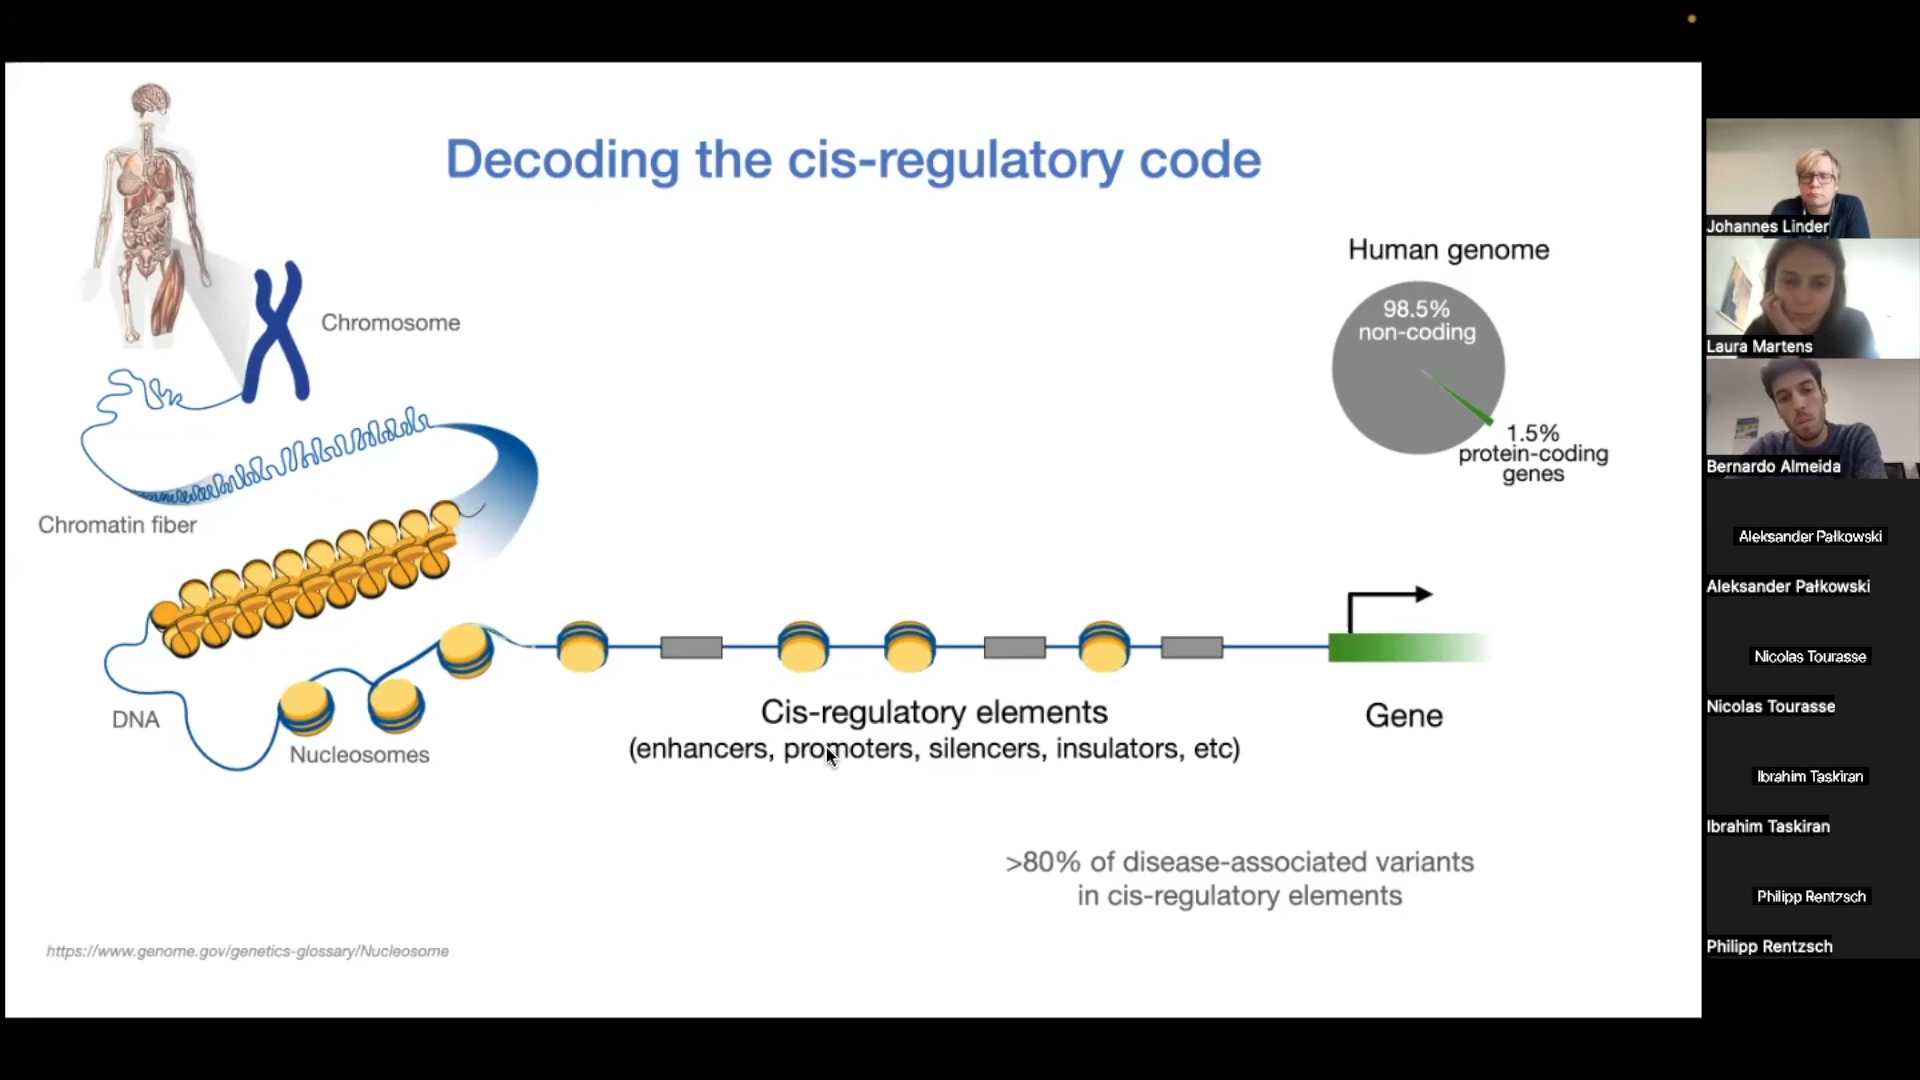 Decoding the cis-regulatory code
Human genome
98.5%
non-coding
1.5%
protein-coding
genes
Chromosome
Chromatin fiber
DNA
Nucleosomes
Cis-regulatory elements
(enhancers, promoters, silencers, insulators, etc)
Gene
>80% of disease-associated variants
in cis-regulatory elements
https://www.genome.gov/genetics-glossary/Nucleosome
Johannes Linder
Laura Martens
Bernardo Almeida
Aleksander Pałkowski
Aleksander Pałkowski
Nicolas Tourasse
Nicolas Tourasse
Ibrahim Taskiran
Ibrahim Taskiran
Philipp Rentzsch
Philipp Rentzsch